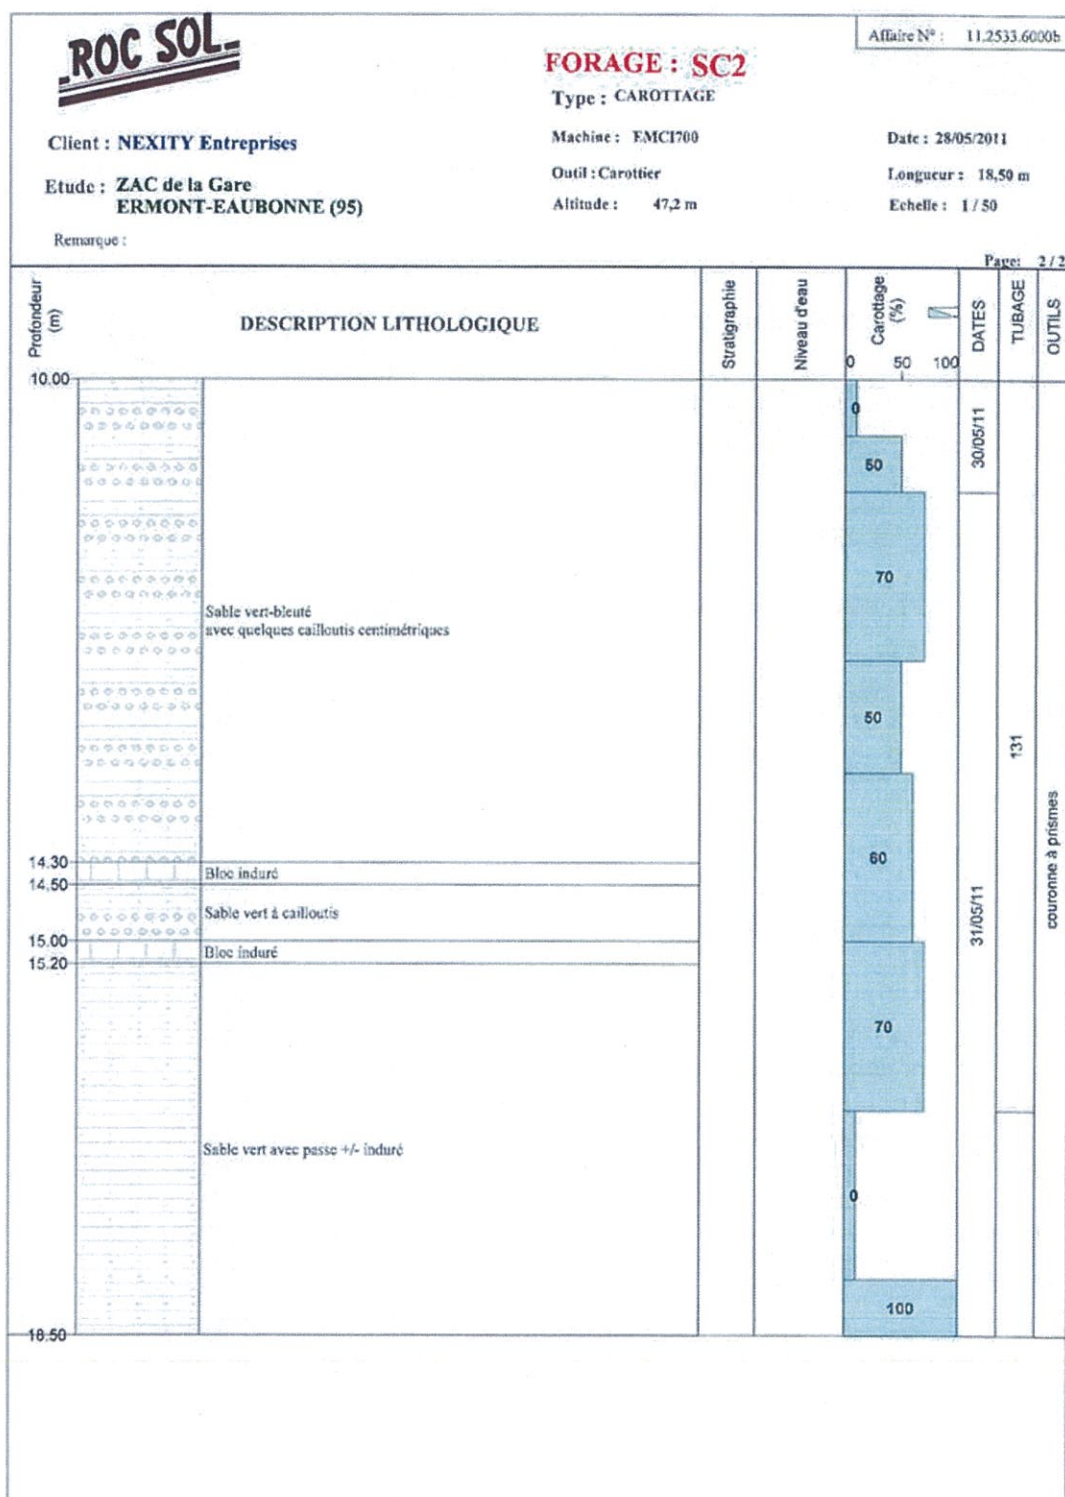 ROC SOL
Affaire N° : 11.2533.6000b
FORAGE : SC2
Type : CAROTTAGE
Client : NEXITY Entreprises
Machine : EMCI700
Date : 28/05/2011
Etude : ZAC de la Gare
ERMONT-EAUBONNE (95)
Outil : Carottier
Longueur : 18,50 m
Altitude : 47,2 m
Echelle : 1 / 50
Remarque :
Page: 2 / 2
Profondeur
(m)
DESCRIPTION LITHOLOGIQUE
Stratigraphie
Niveau d'eau
Carottage
(%)
0 50 100
DATES
TUBAGE
OUTILS
10.00
0
30/05/11
50
70
Sable vert-bleuté
avec quelques cailloutis centimétriques
50
131
60
couronne à prismes
14.30
Bloc induré
14.50
Sable vert à cailloutis
31/05/11
15.00
Bloc induré
15.20
70
Sable vert avec passe +/- induré
0
100
18.50